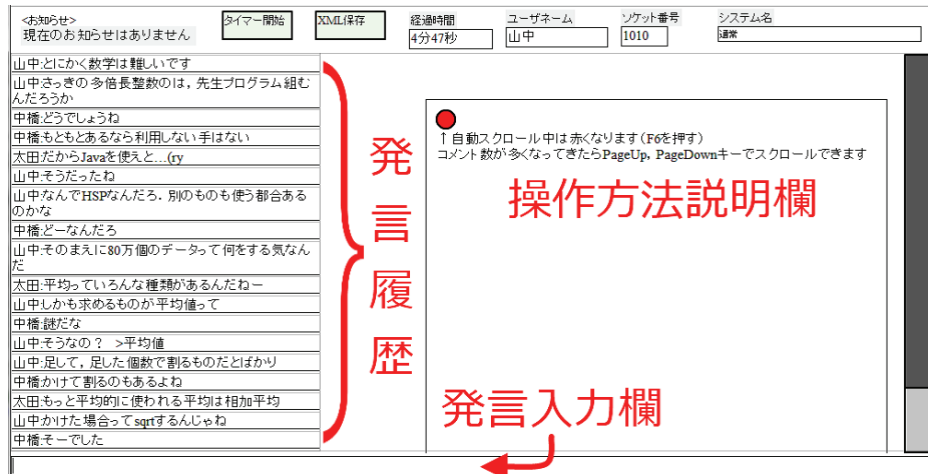 <お知らせ>
現在のお知らせはありません
タイマー開始
XML保存
経過時間
4分47秒
ユーザネーム
山中
ソケット番号
1010
システム名
通常
山中:とにかく数学は難しいです
山中:さっきの多倍長整数のは，先生プログラム組む
んだろうか
中橋:どうでしょうね
中橋:もともとあるなら利用しない手はない
太田:だからJavaを使えと…(ry
山中:そうだったね
山中:なんでHSPなんだろ．別のものも使う都合ある
のかな
中橋:どーなんだろ
山中:そのまえに80万個のデータって何をする気なん
だ
太田:平均っていろんな種類があるんだねー
山中:しかも求めるものが平均値って
中橋:謎だな
山中:そうなの？ >平均値
山中:足して，足した個数で割るものだとばかり
中橋:かけて割るのもあるよね
太田:もっと平均的に使われる平均は相加平均
山中:かけた場合ってsqrtするんじゃね
中橋:そーでした
発言履歴
↑自動スクロール中は赤くなります(F6を押す)
コメント数が多くなってきたらPageUp, PageDownキーでスクロールできます
操作方法説明欄
発言入力欄